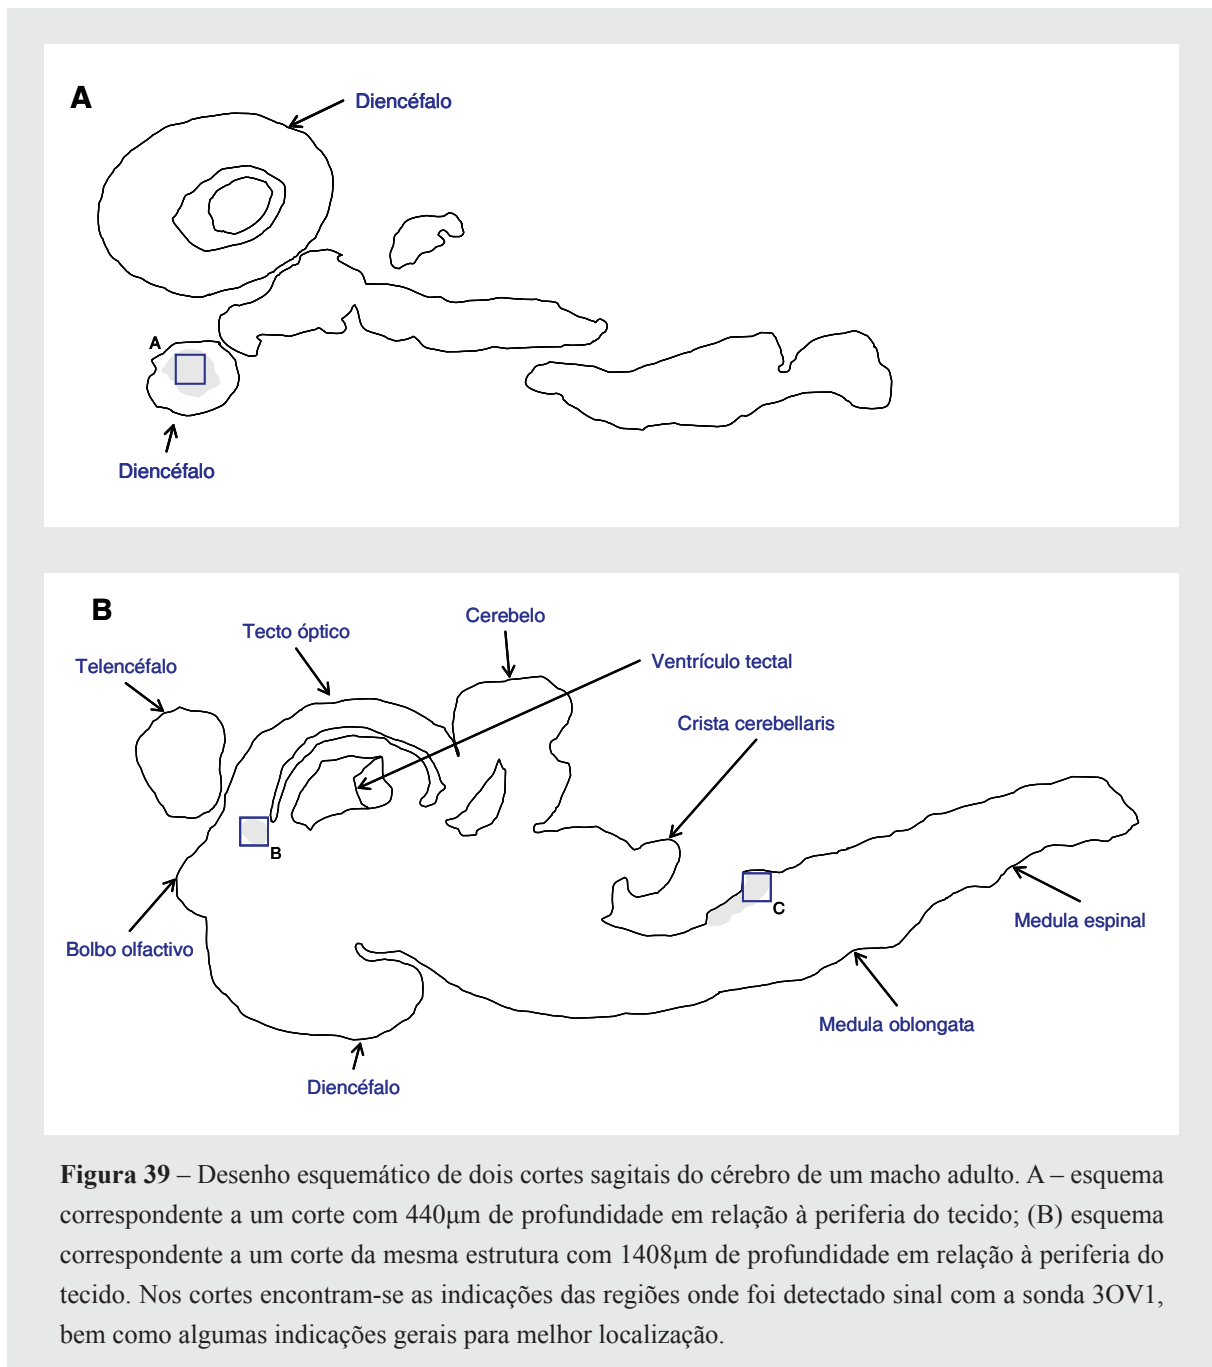 A
Diencéfalo
A
Diencéfalo
B
Cerebelo
Tecto óptico
Telencéfalo
Ventrículo tectal
Crista cerebellaris
B
C
Medula espinal
Bolbo olfactivo
Medula oblongata
Diencéfalo
Figura 39 – Desenho esquemático de dois cortes sagitais do cérebro de um macho adulto. A – esquema
correspondente a um corte com 440μm de profundidade em relação à periferia do tecido; (B) esquema
correspondente a um corte da mesma estrutura com 1408μm de profundidade em relação à periferia do
tecido. Nos cortes encontram-se as indicações das regiões onde foi detectado sinal com a sonda 3OV1,
bem como algumas indicações gerais para melhor localização.